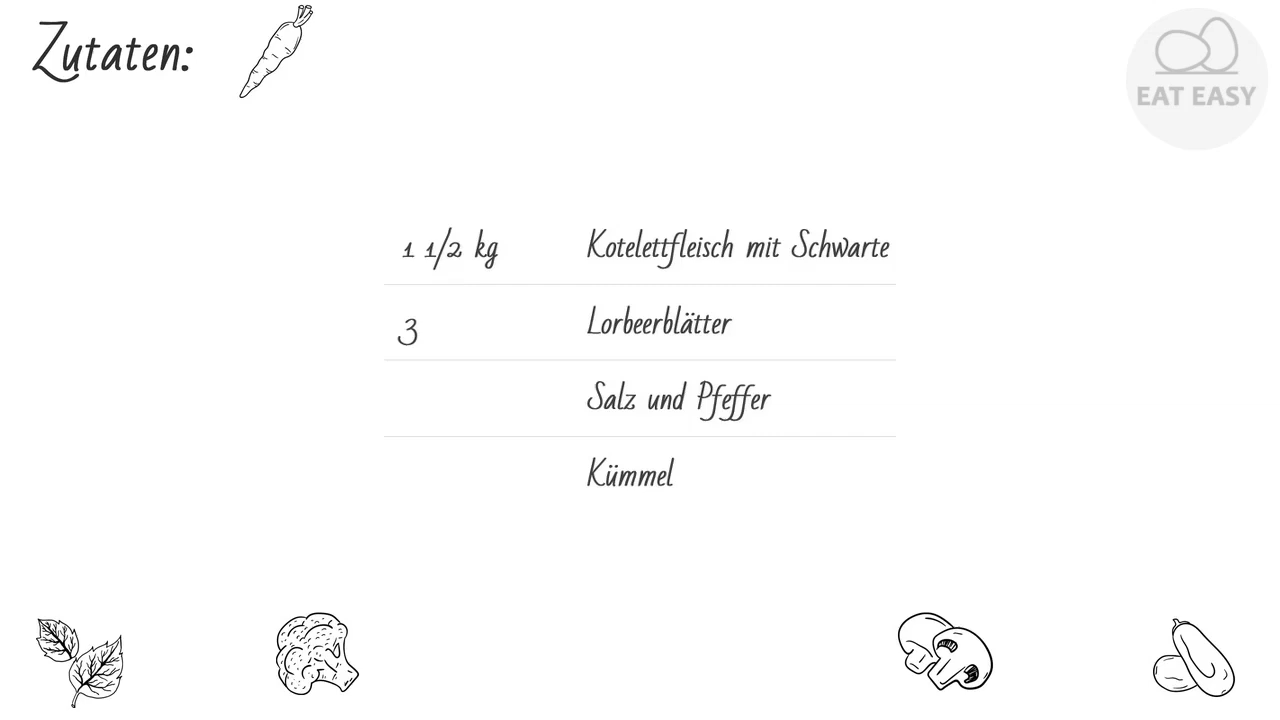 Zutaten:
EAT EASY
1 1/2 kg Kotelettfleisch mit Schwarte
3 Lorbeerblätter
Salz und Pfeffer
Kümmel